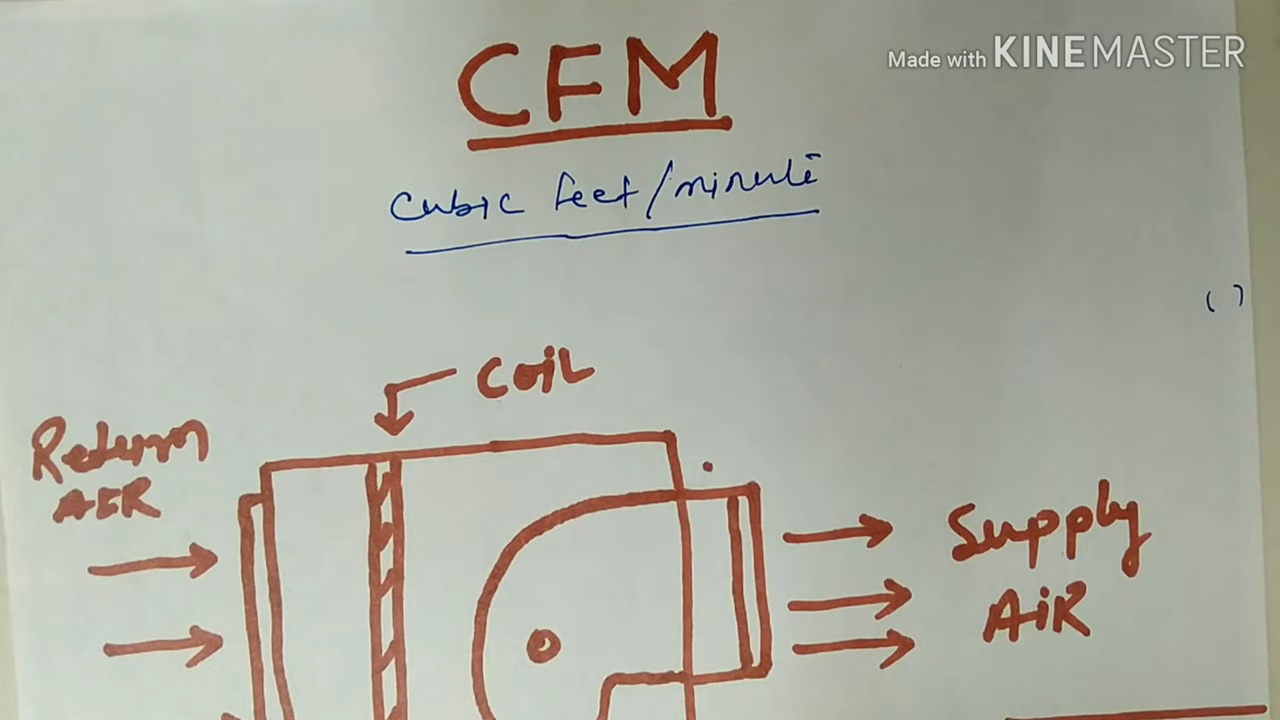 CFM
Made with KINEMASTER
cubic feet/minute
( )
Coil
Return
AIR
Supply
AiR